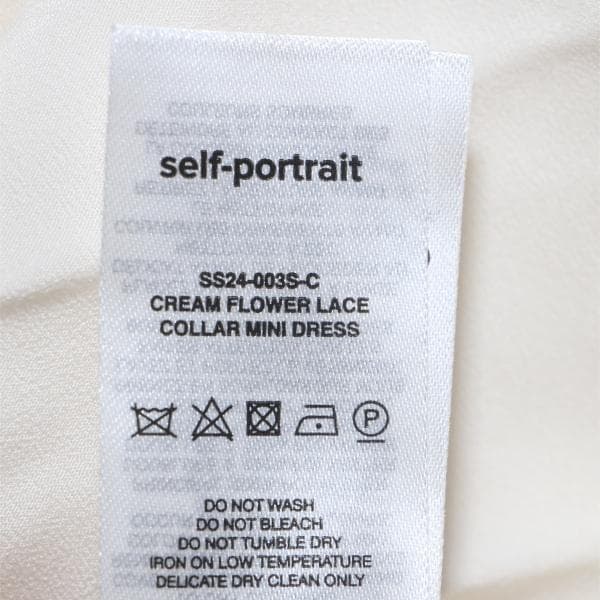 self-portrait
SS24-003S-C
CREAM FLOWER LACE
COLLAR MINI DRESS
P
DO NOT WASH
DO NOT BLEACH
DO NOT TUMBLE DRY
IRON ON LOW TEMPERATURE
DELICATE DRY CLEAN ONLY